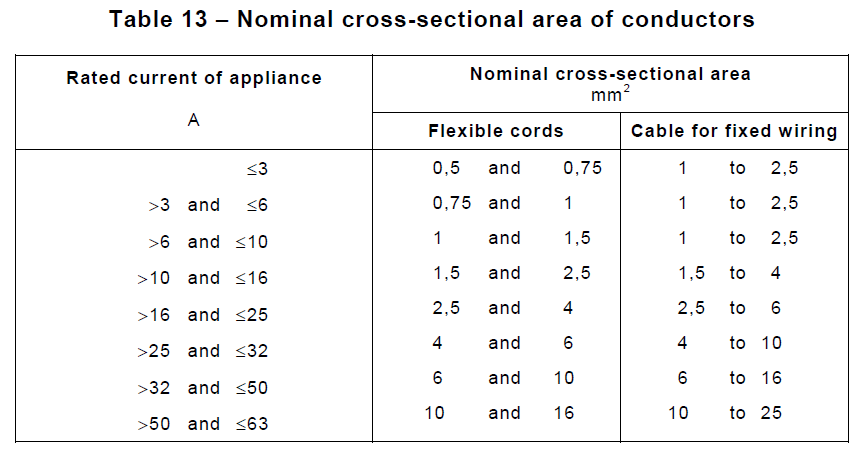 Table 13 – Nominal cross-sectional area of conductors
Rated current of appliance
A
Nominal cross-sectional area
mm²
Flexible cords
Cable for fixed wiring
≤3 0,5 and 0,75 1 to 2,5
>3 and ≤6 0,75 and 1 1 to 2,5
>6 and ≤10 1 and 1,5 1 to 2,5
>10 and ≤16 1,5 and 2,5 1,5 to 4
>16 and ≤25 2,5 and 4 2,5 to 6
>25 and ≤32 4 and 6 4 to 10
>32 and ≤50 6 and 10 6 to 16
>50 and ≤63 10 and 16 10 to 25